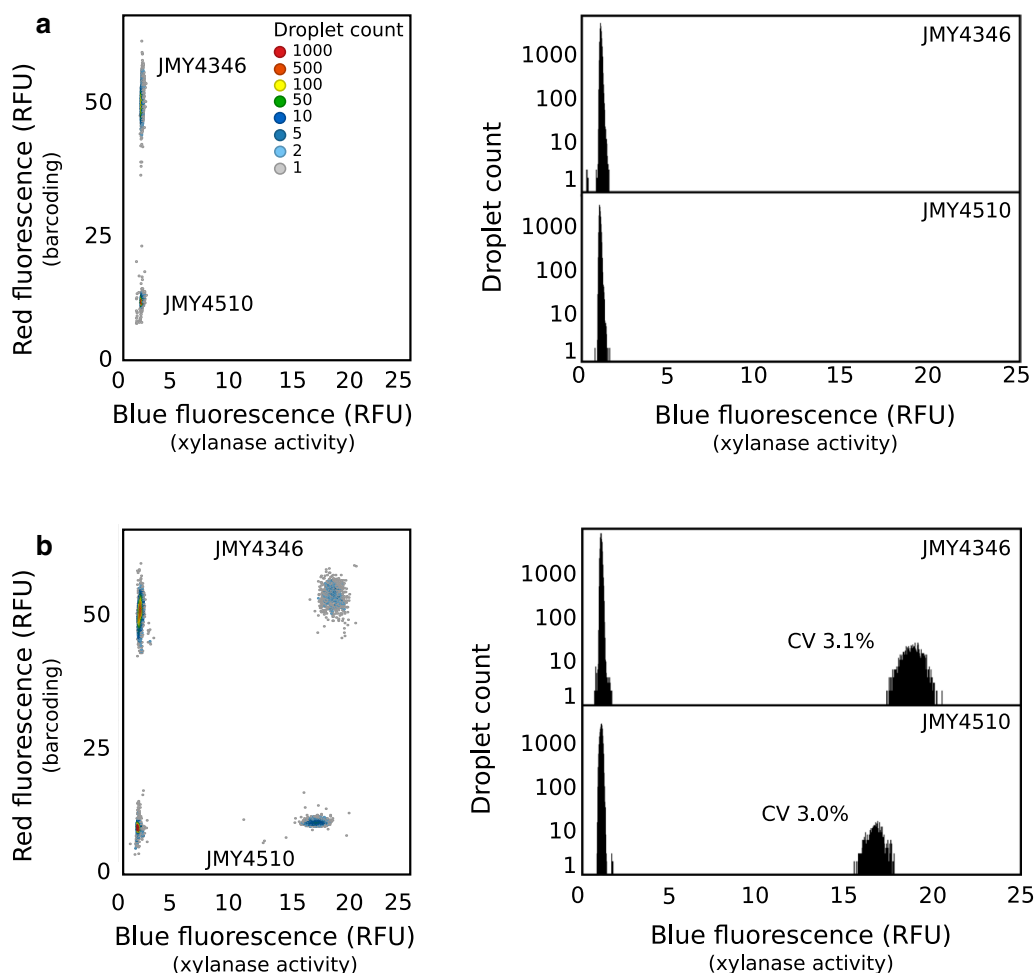 a
Droplet count
1000
500
100
50
10
5
2
1
JMY4346
JMY4510
Red fluorescence (RFU)
(barcoding)
50
25
0
0 5 10 15 20 25
Blue fluorescence (RFU)
(xylanase activity)
Droplet count
JMY4346
1000
100
10
1
JMY4510
1000
100
10
1
0 5 10 15 20 25
Blue fluorescence (RFU)
(xylanase activity)
b
JMY4346
JMY4510
Red fluorescence (RFU)
(barcoding)
50
25
0
0 5 10 15 20 25
Blue fluorescence (RFU)
(xylanase activity)
Droplet count
JMY4346
1000
100
10
1
CV 3.1%
JMY4510
1000
100
10
1
CV 3.0%
0 5 10 15 20 25
Blue fluorescence (RFU)
(xylanase activity)